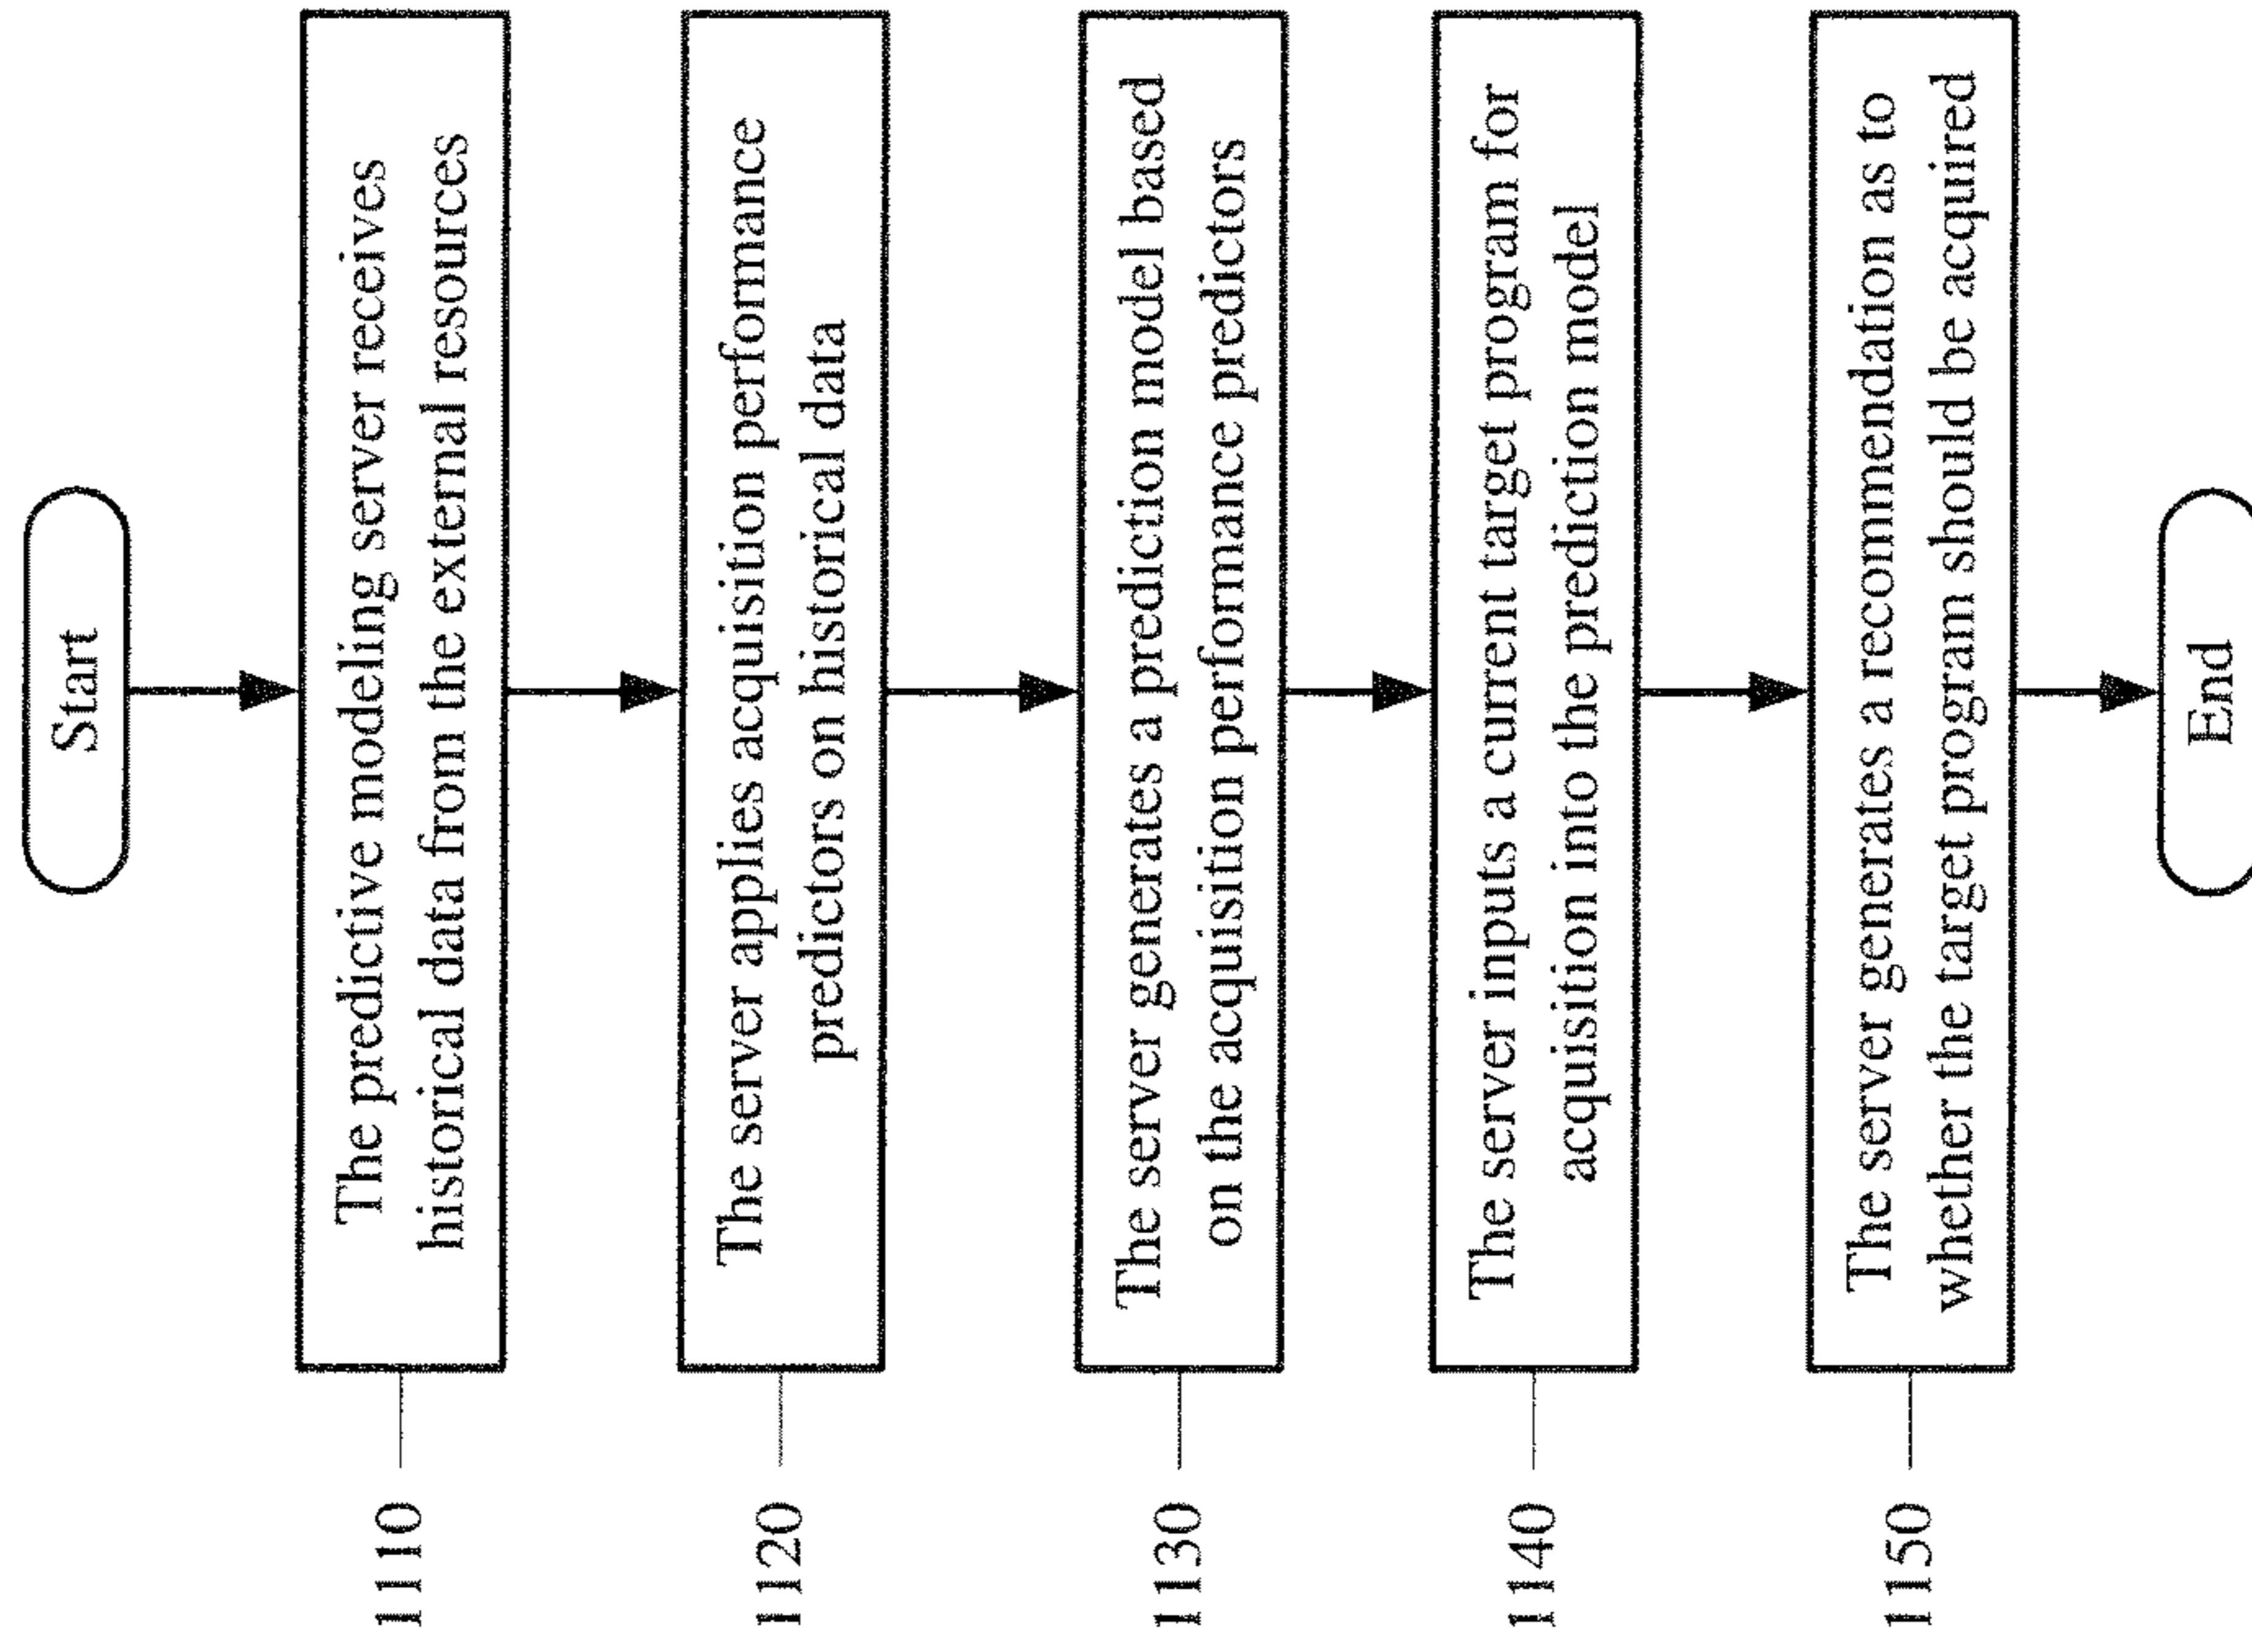 Start
1110
The predictive modeling server receives
historical data from the external resources
1120
The server applies acquisition performance
predictors on historical data
1130
The server generates a prediction model based
on the acquisition performance predictors
1140
The server inputs a current target program for
acquisition into the prediction model
1150
The server generates a recommendation as to
whether the target program should be acquired
End